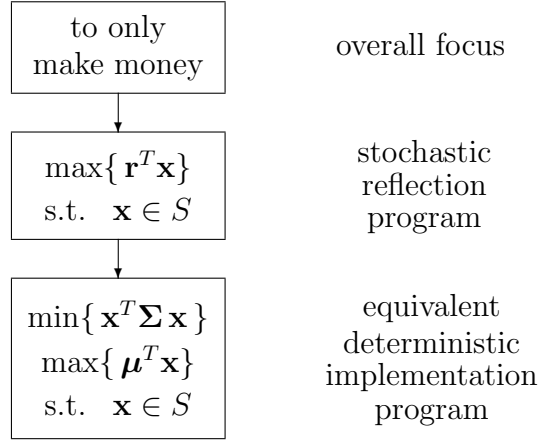 to only
make money
overall focus
max{ r^T x}
s.t. x ∈ S
stochastic
reflection
program
min{ x^T Σ x }
max{ μ^T x}
s.t. x ∈ S
equivalent
deterministic
implementation
program